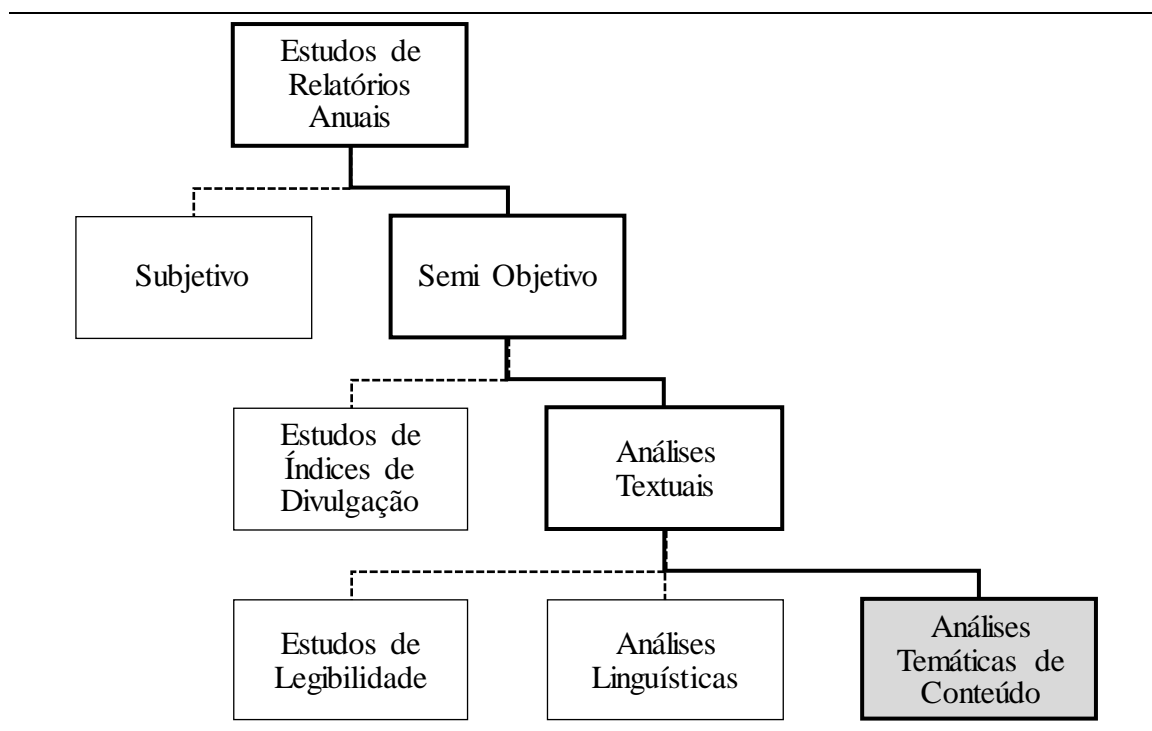 Estudos de
Relatórios
Anuais
Subjetivo
Semi Objetivo
Estudos de
Índices de
Divulgação
Análises
Textuais
Estudos de
Legibilidade
Análises
Linguísticas
Análises
Temáticas de
Conteúdo